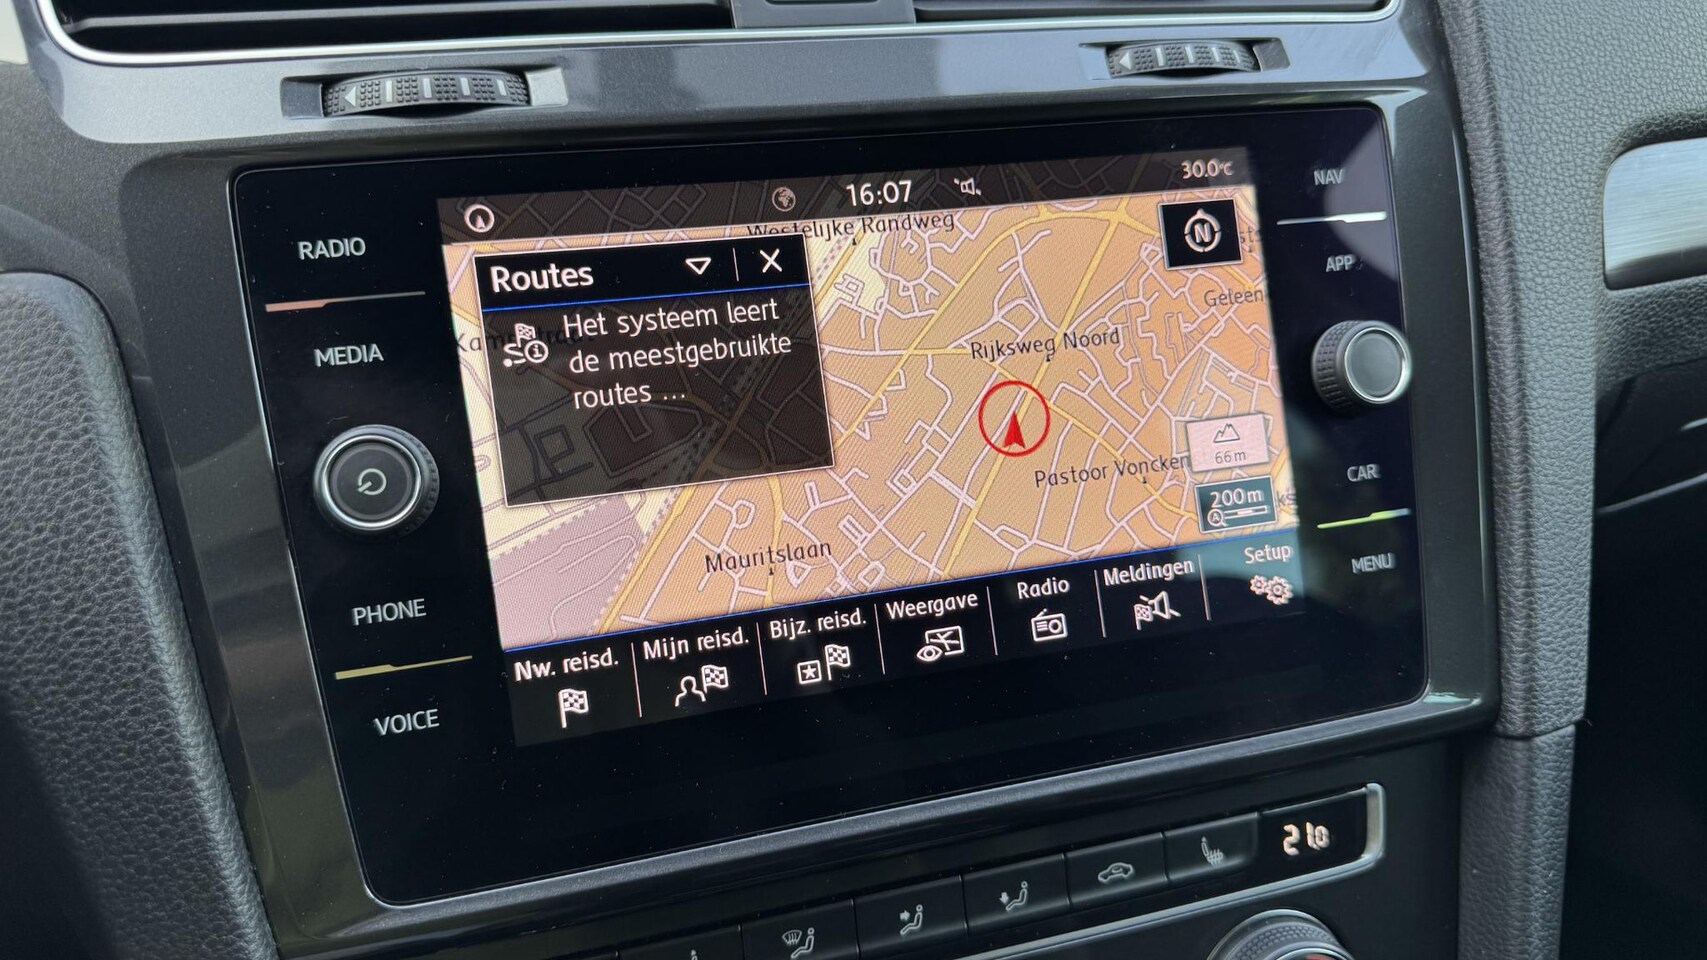 16:07
30.0°C
NAV
RADIO
Westelijke Randweg
Routes
APP
Het systeem leert
de meestgebruikte
routes ...
Geleen
N
MEDIA
Rijksweg Noord
66m
Pastoor Voncken
CAR
200m
A
Mauritslaan
PHONE
MENU
Nw. reisd.
Mijn reisd.
Bijz. reisd.
Weergave
Radio
Meldingen
Setup
VOICE
21.0